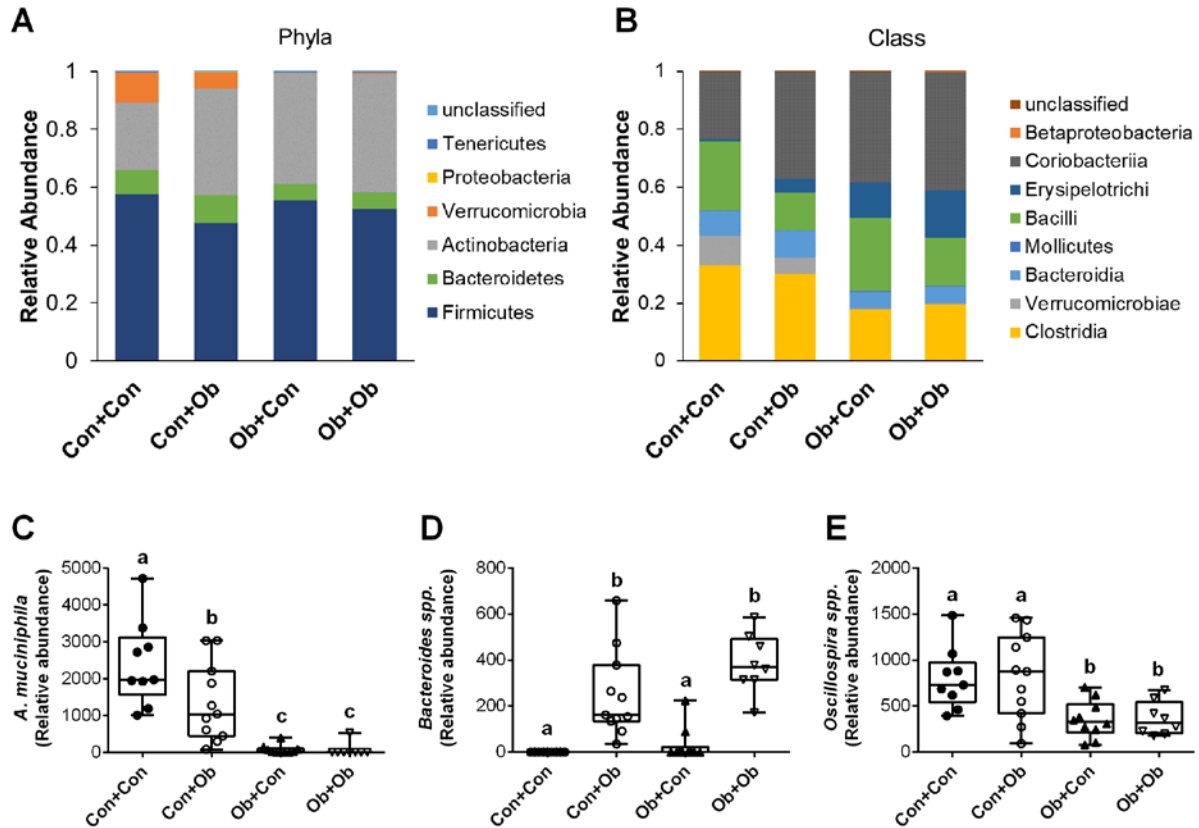 A
Phyla
Relative Abundance
1
0.8
0.6
0.4
0.2
0
Con+Con
Con+Ob
Ob+Con
Ob+Ob
unclassified
Tenericutes
Proteobacteria
Verrucomicrobia
Actinobacteria
Bacteroidetes
Firmicutes
B
Class
Relative Abundance
1
0.8
0.6
0.4
0.2
0
Con+Con
Con+Ob
Ob+Con
Ob+Ob
unclassified
Betaproteobacteria
Coriobacteriia
Erysipelotrichi
Bacilli
Mollicutes
Bacteroidia
Verrucomicrobiae
Clostridia
C
A. muciniphila
(Relative abundance)
5000
4000
3000
2000
1000
0
a
b
c
c
Con+Con
Con+Ob
Ob+Con
Ob+Ob
D
Bacteroides spp.
(Relative abundance)
800
600
400
200
0
a
b
a
b
Con+Con
Con+Ob
Ob+Con
Ob+Ob
E
Oscillospira spp.
(Relative abundance)
2000
1500
1000
500
0
a
a
b
b
Con+Con
Con+Ob
Ob+Con
Ob+Ob